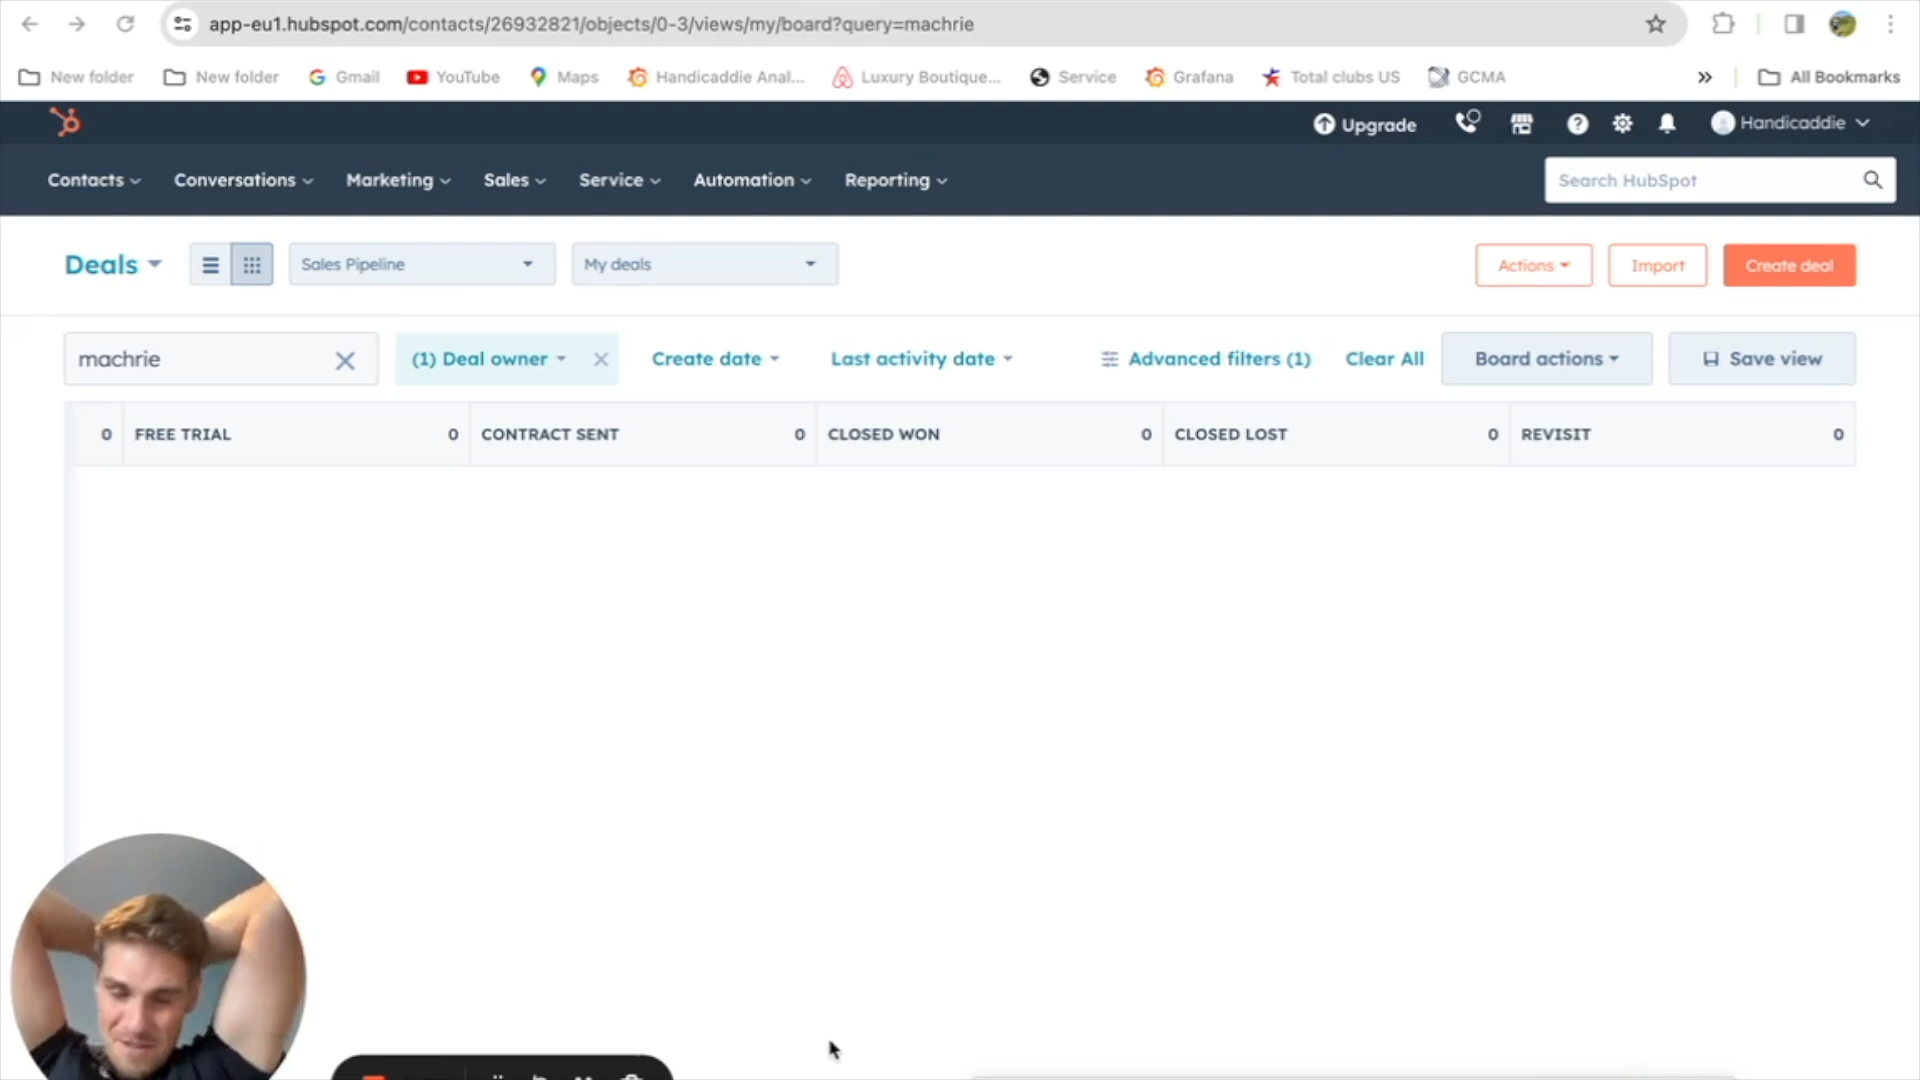 app-eu1.hubspot.com/contacts/26932821/objects/0-3/views/my/board?query=machrie
New folder New folder Gmail YouTube Maps Handicaddie Anal... Luxury Boutique... Service Grafana Total clubs US GCMA » All Bookmarks
Upgrade Handicaddie
Contacts Conversations Marketing Sales Service Automation Reporting Search HubSpot
Deals Sales Pipeline My deals Actions Import Create deal
machrie (1) Deal owner Create date Last activity date Advanced filters (1) Clear All Board actions Save view
0 FREE TRIAL 0 CONTRACT SENT 0 CLOSED WON 0 CLOSED LOST 0 REVISIT 0